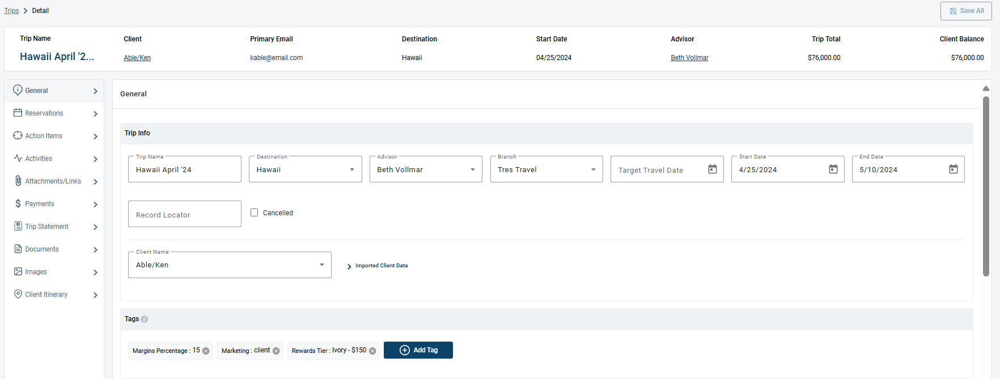 Trips > Detail
Save All
Trip Name Client Primary Email Destination Start Date Advisor Trip Total Client Balance
Hawaii April '2... Able/Ken kable@email.com Hawaii 04/25/2024 Beth Vollmar $76,000.00 $76,000.00
General
Reservations
Action Items
Activities
Attachments/Links
Payments
Trip Statement
Documents
Images
Client Itinerary
General
Trip Info
Trip Name Destination Advisor Branch Start Date End Date
Hawaii April '24 Hawaii Beth Vollmar Tres Travel Target Travel Date 4/25/2024 5/10/2024
Record Locator Cancelled
Client Name
Able/Ken Imported Client Data
Tags
Margins Percentage : 15 Marketing : client Rewards Tier : Ivory - $150 Add Tag